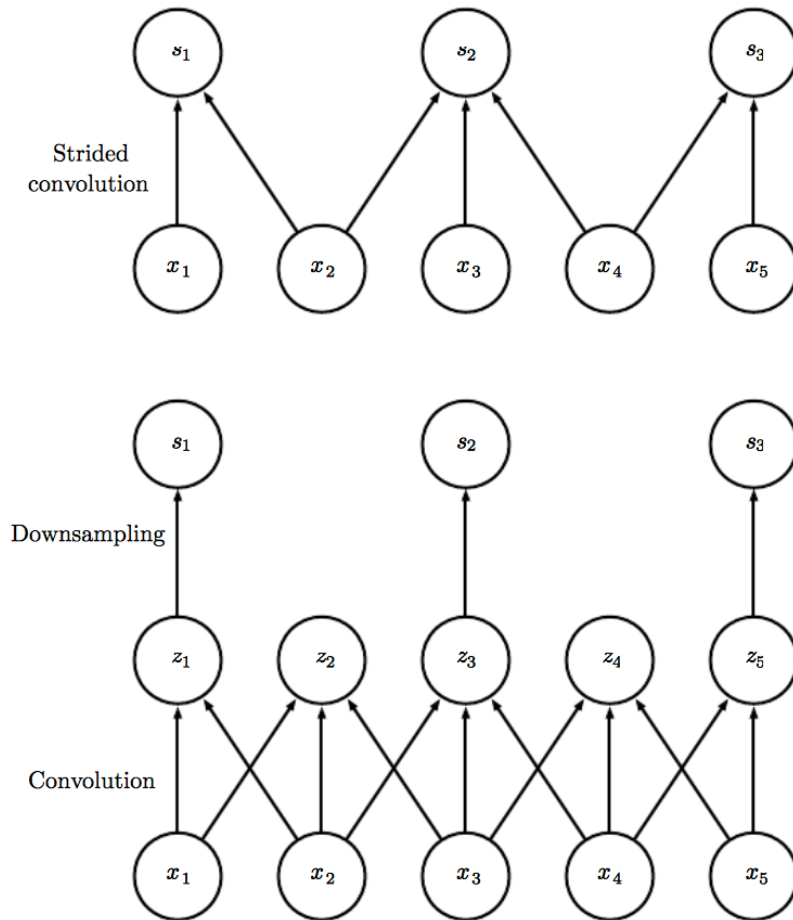 s₁ s₂ s₃
Strided
convolution
x₁ x₂ x₃ x₄ x₅
s₁ s₂ s₃
Downsampling
z₁ z₂ z₃ z₄ z₅
Convolution
x₁ x₂ x₃ x₄ x₅